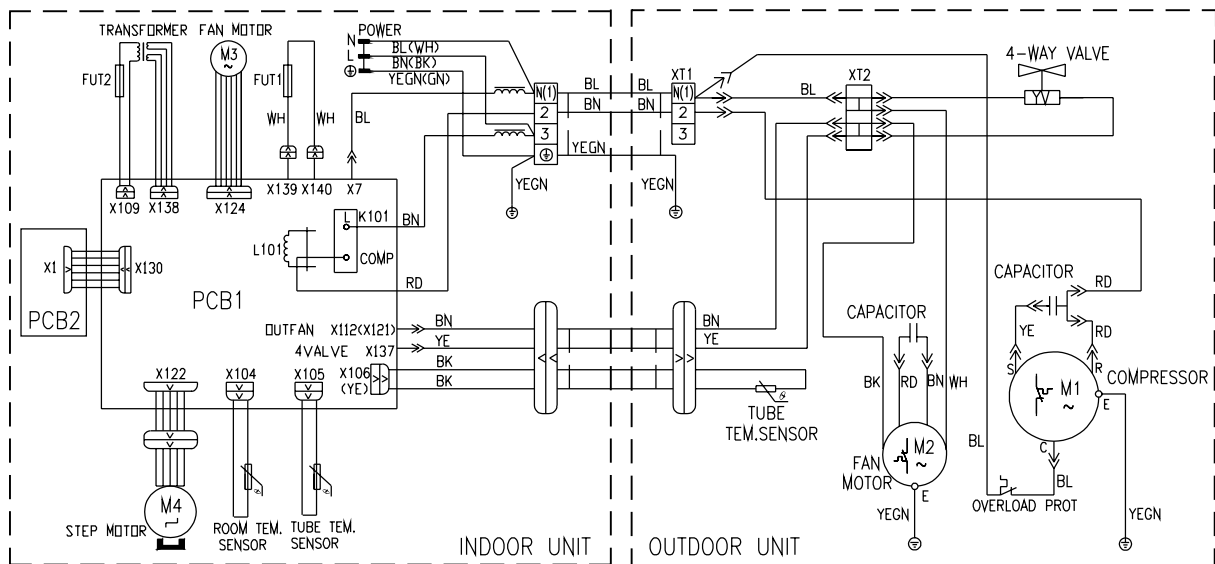 TRANSFORMER
FAN MOTOR
POWER
N
L
BL(WH)
BN(BK)
YEGN(GN)
M3
~
FUT2
FUT1
WH
WH
BL
N(1)
2
3
BL
BN
YEGN
YEGN
X109
X138
X124
X139
X140
X7
L
K101
COMP
L101
BN
RD
X1
X130
PCB2
PCB1
OUTFAN
X112(X121)
4VALVE
X137
X106
(YE)
BN
YE
BK
BK
X122
X104
X105
M4
STEP MOTOR
ROOM TEM.
SENSOR
TUBE TEM.
SENSOR
INDOOR UNIT
XT1
BL
BN
N(1)
2
3
YEGN
BL
XT2
4-WAY VALVE
BN
YE
TUBE
TEM.SENSOR
θ
θ
θ
CAPACITOR
BK
RD
BN
WH
M2
~
FAN
MOTOR
E
YEGN
CAPACITOR
RD
YE
RD
S
R
M1
~
COMPRESSOR
E
C
BL
BL
OVERLOAD PROT
YEGN
OUTDOOR UNIT